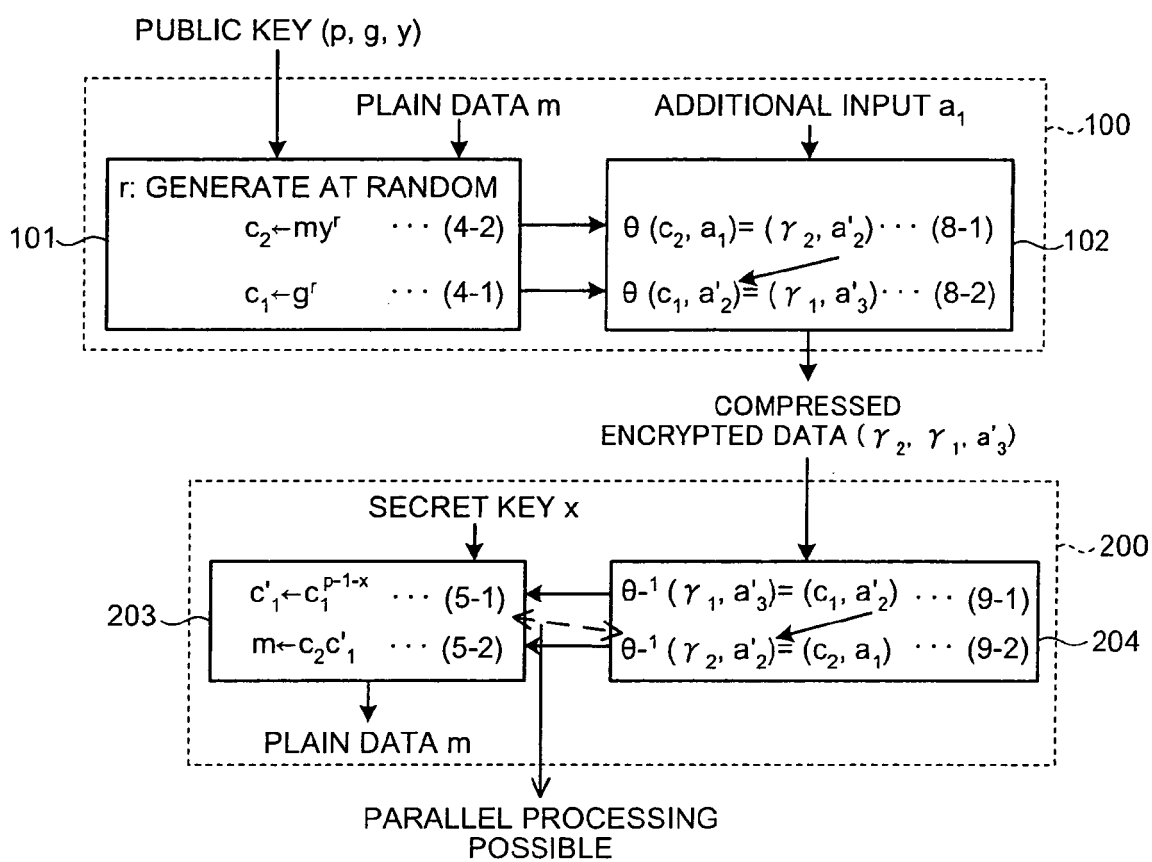 PUBLIC KEY (p, g, y)
PLAIN DATA m
ADDITIONAL INPUT a₁
100
r: GENERATE AT RANDOM
101
c₂←myʳ ··· (4-2)
θ (c₂, a₁)= (γ₂, a'₂)··· (8-1)
102
c₁←gʳ ··· (4-1)
θ (c₁, a'₂)= (γ₁, a'₃)··· (8-2)
COMPRESSED
ENCRYPTED DATA (γ₂, γ₁, a'₃)
SECRET KEY x
200
c'₁←c₁ᵖ⁻¹⁻ˣ ··· (5-1)
θ-¹ (γ₁, a'₃)= (c₁, a'₂) ··· (9-1)
203
m←c₂c'₁ ··· (5-2)
θ-¹ (γ₂, a'₂)= (c₂, a₁) ··· (9-2)
204
PLAIN DATA m
PARALLEL PROCESSING
POSSIBLE